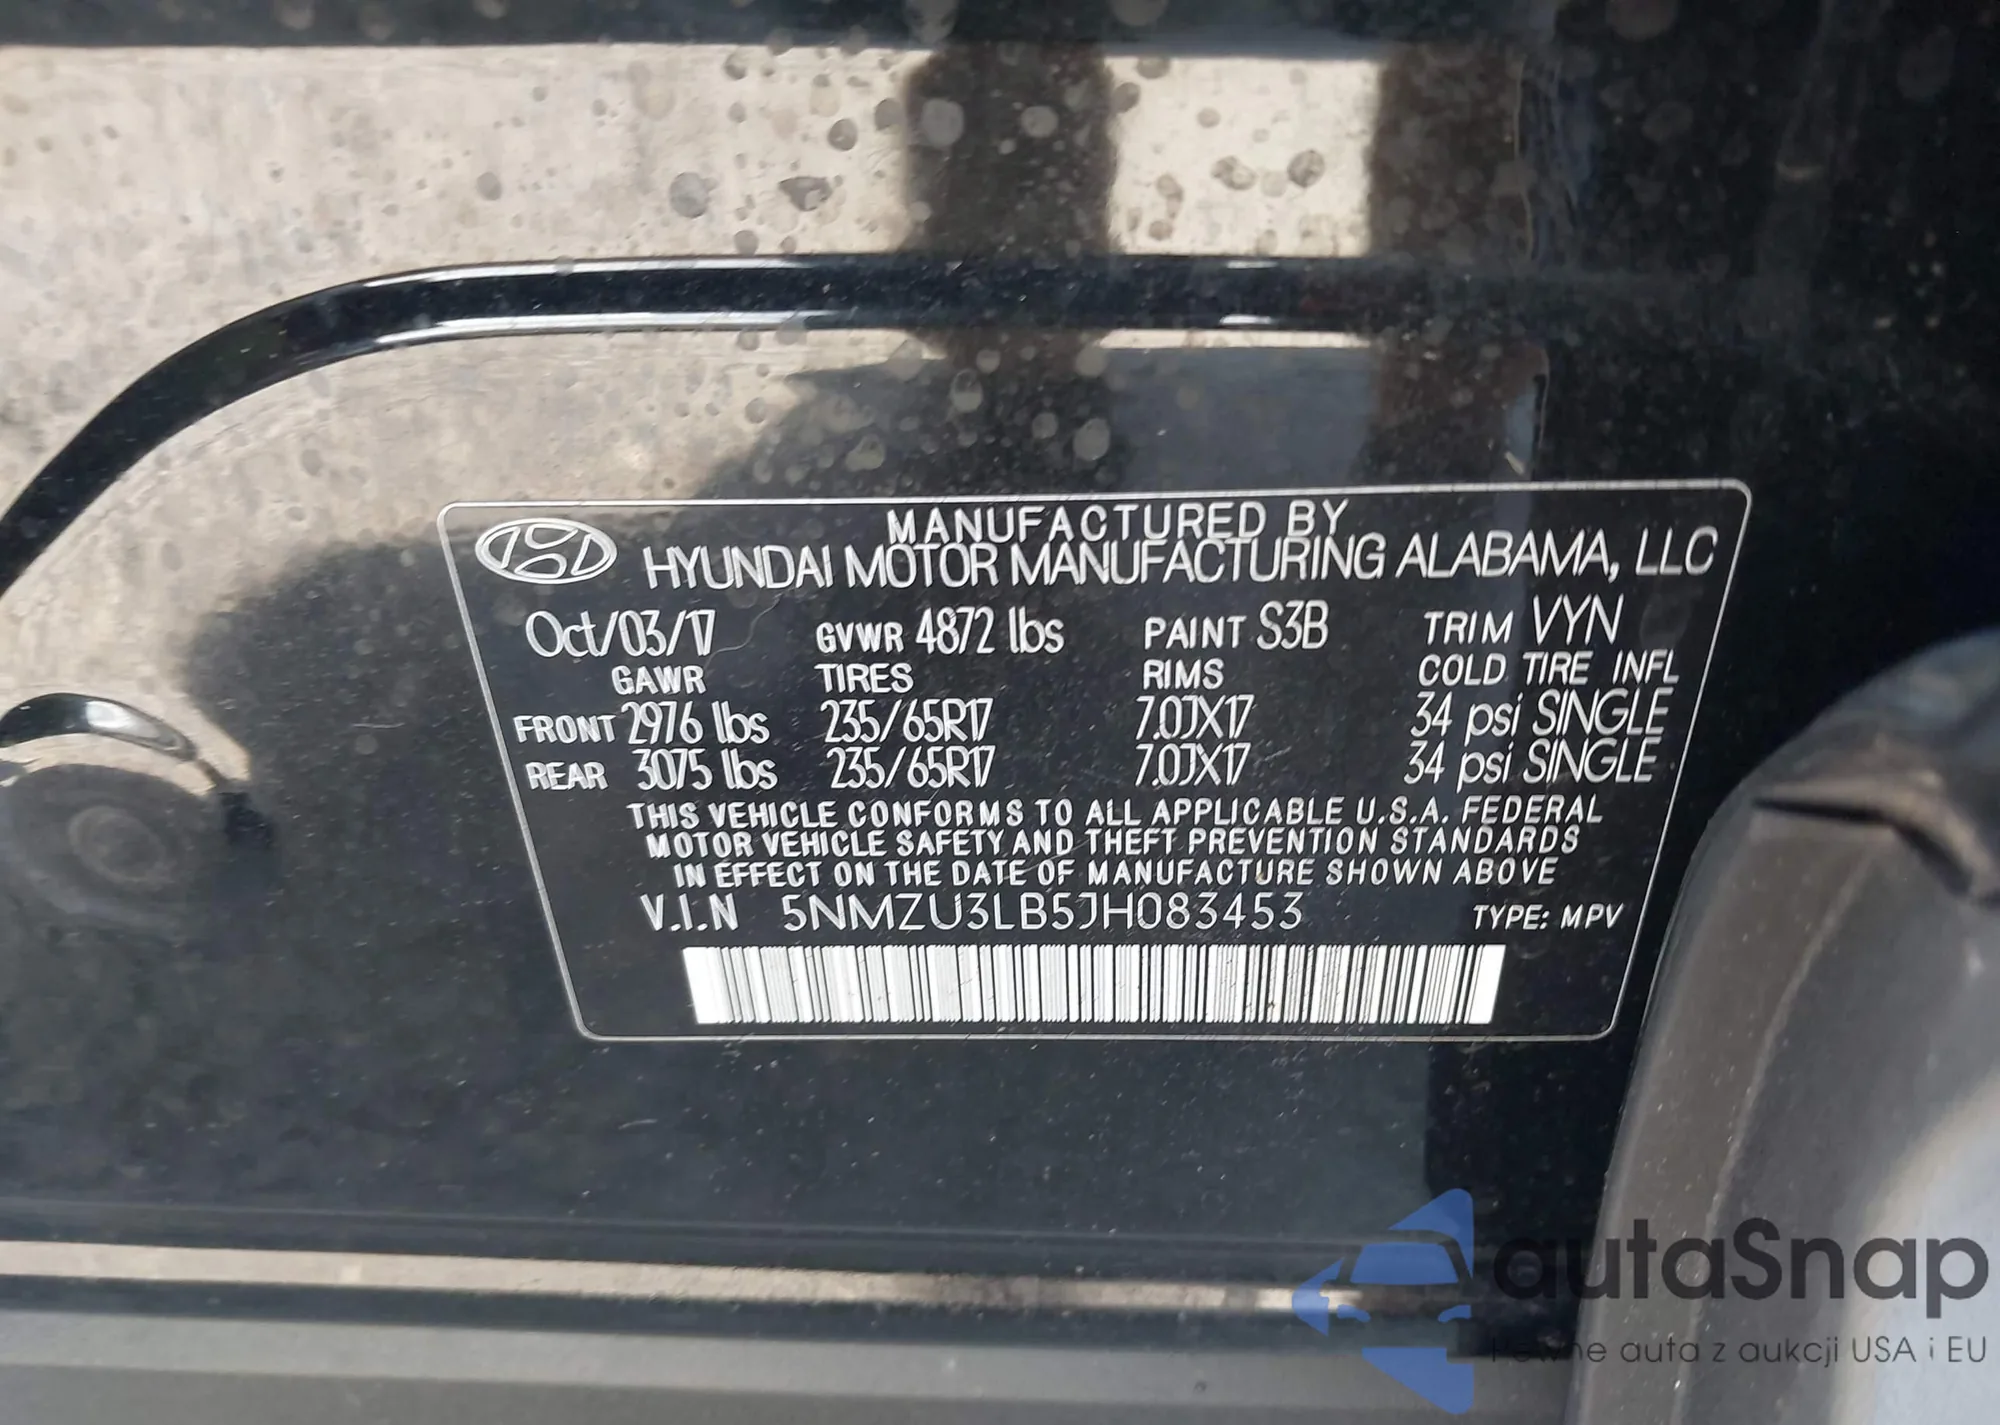 MANUFACTURED BY
HYUNDAI MOTOR MANUFACTURING ALABAMA, LLC
Oct/03/17 GVWR 4872 lbs PAINT S3B TRIM VYN
GAWR TIRES RIMS COLD TIRE INFL
FRONT 2976 lbs 235/65R17 7.0JX17 34 psi SINGLE
REAR 3075 lbs 235/65R17 7.0JX17 34 psi SINGLE
THIS VEHICLE CONFORMS TO ALL APPLICABLE U.S.A. FEDERAL
MOTOR VEHICLE SAFETY AND THEFT PREVENTION STANDARDS
IN EFFECT ON THE DATE OF MANUFACTURE SHOWN ABOVE
V.I.N 5NMZU3LB5JH083453 TYPE: MPV
autaSnap
Pewne auta z aukcji USA i EU